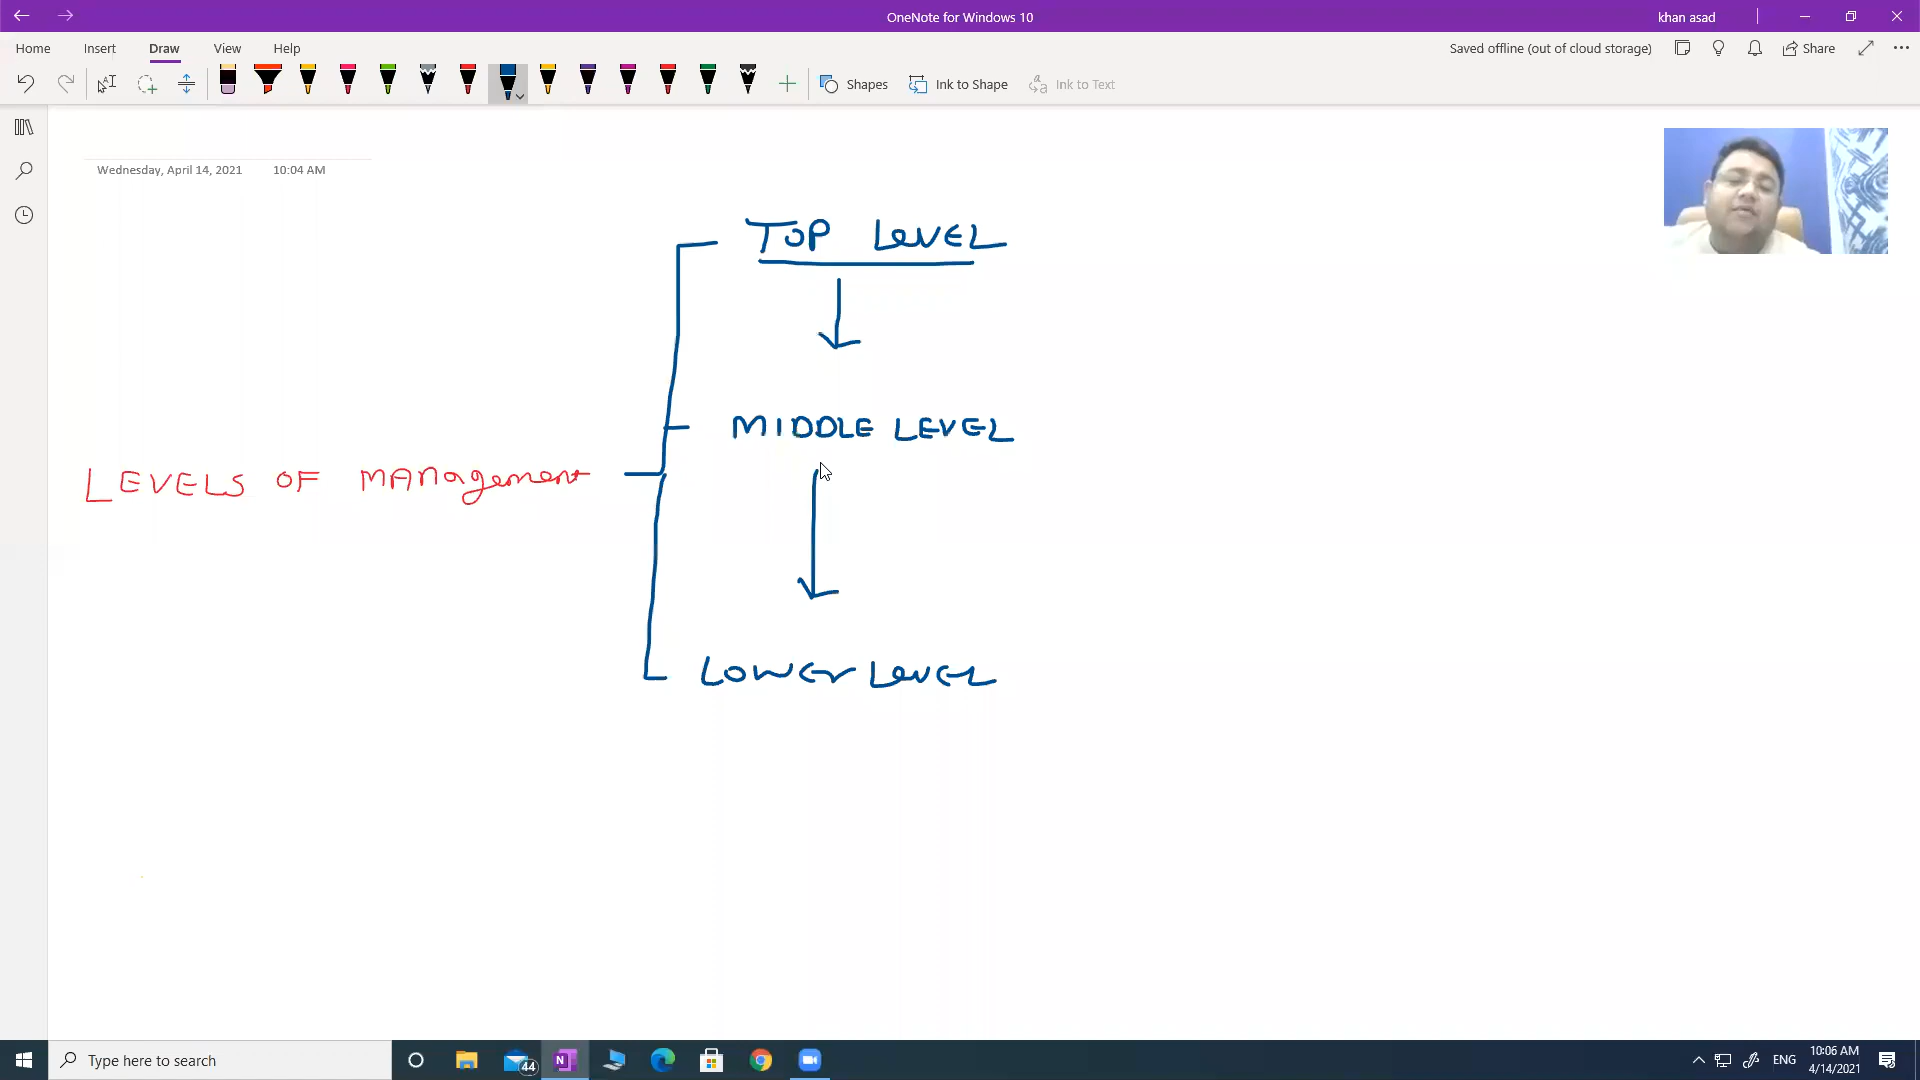 OneNote for Windows 10
khan asad
Home Insert Draw View Help
Saved offline (out of cloud storage)
Share
Shapes
Ink to Shape
Ink to Text
Wednesday, April 14, 2021 10:04 AM
TOP LEVEL
MIDDLE LEVEL
LEVELS OF MANagement
LOWER LEVEL
Type here to search
44
N
ENG
10:06 AM
4/14/2021